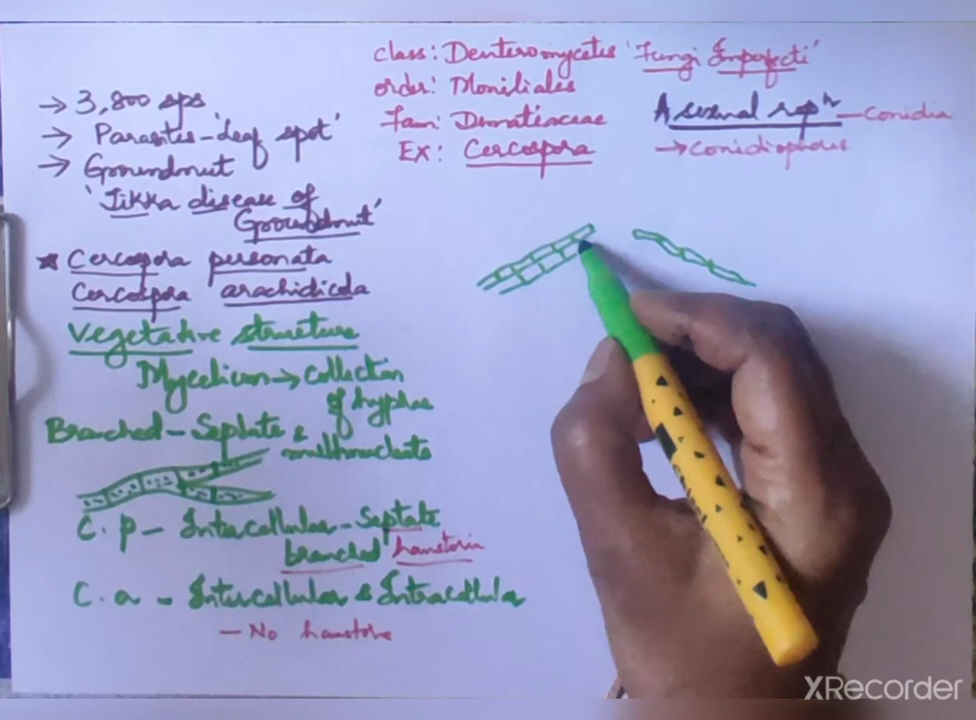 class: Deuteromycetes 'Fungi Imperfecti'
order: Moniliales
Fam: Dematiaceae
Ex: Cercospora
Asexual repⁿ — Conidia
→ Conidiophores
→ 3,800 sps
→ Parasites - 'Leaf spot'
→ Groundnut
'Tikka disease of
Groundnut'
* Cercospora personata
Cercospora arachidicola
Vegetative structure
Mycelium → Collection
of hyphae
Branched - Septate &
multinucleate
C. p - Intercellular - Septate
branched haustoria
C. a - Intercellular & Intracellular
- No haustoria
XRecorder